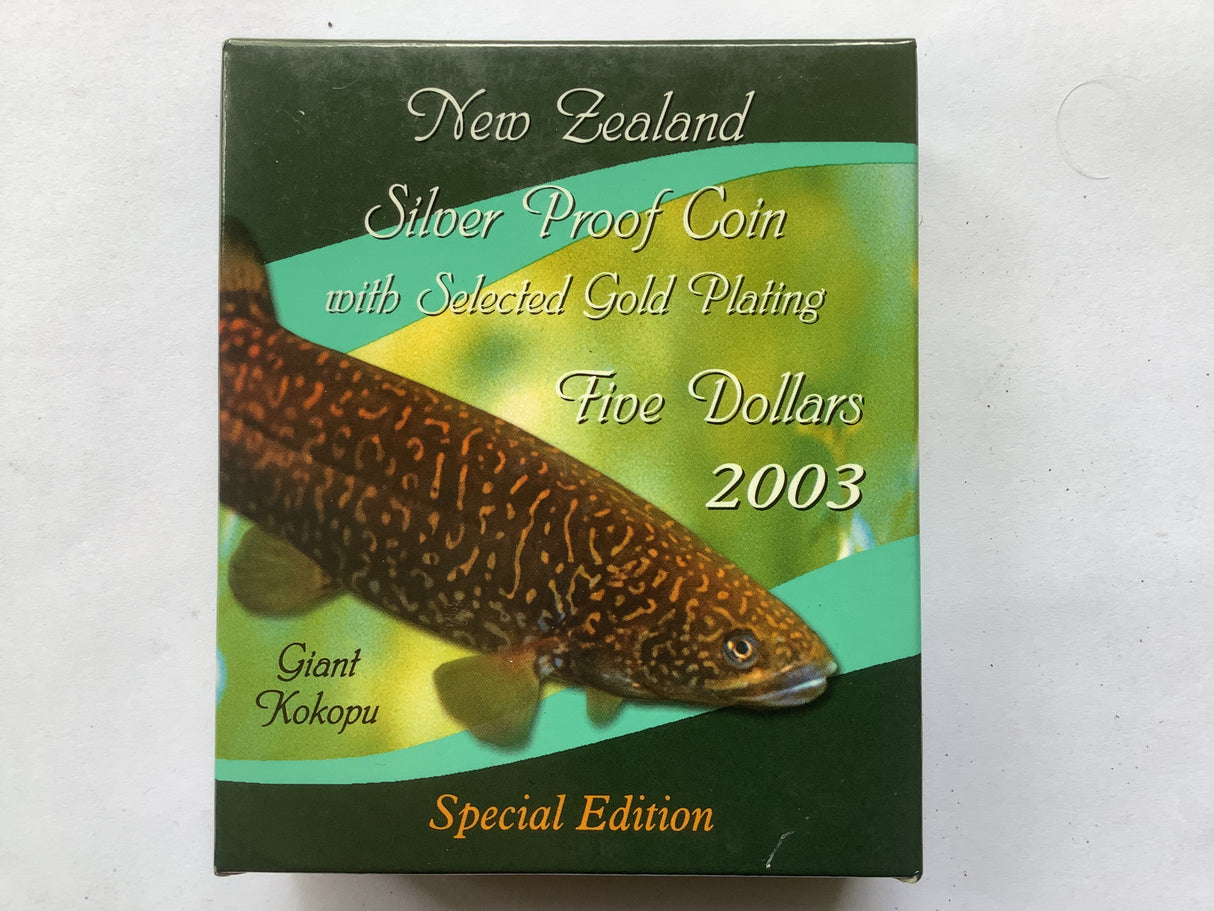 New Zealand
Silver Proof Coin
with Selected Gold Plating
Five Dollars
2003
Giant
Kokopu
Special Edition